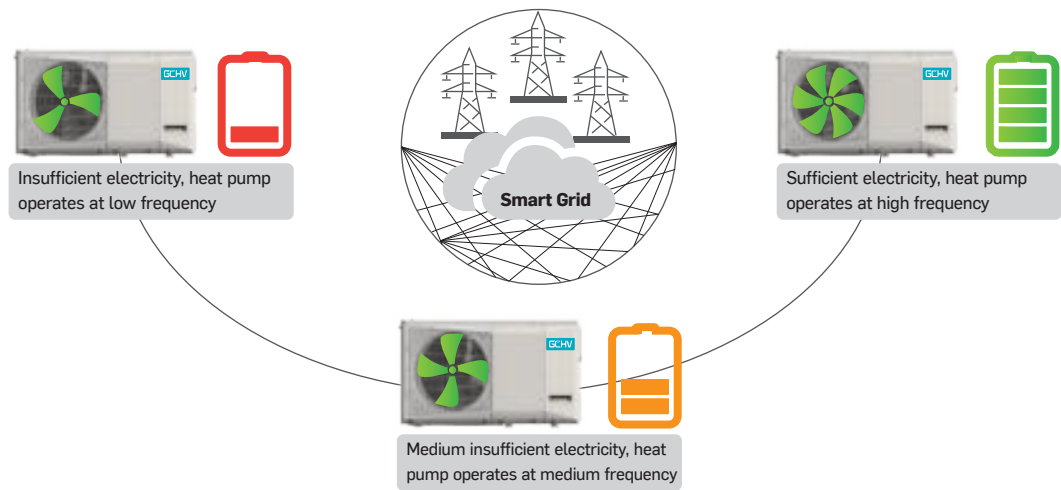 GCHV
Insufficient electricity, heat pump
operates at low frequency
Smart Grid
GCHV
Sufficient electricity, heat pump
operates at high frequency
GCHV
Medium insufficient electricity, heat
pump operates at medium frequency